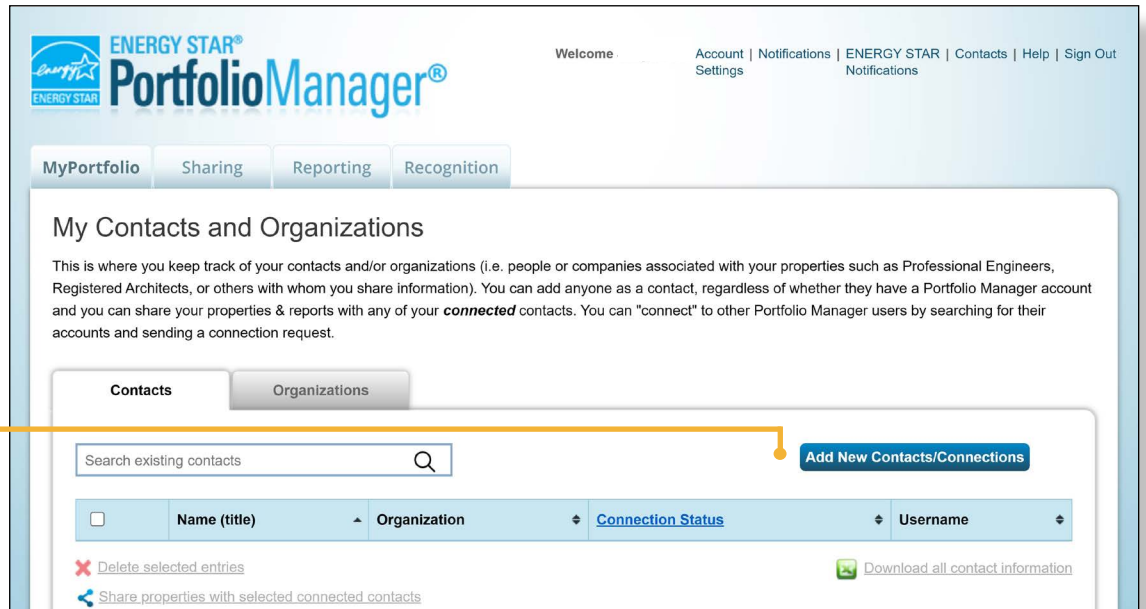 ENERGY STAR®
PortfolioManager®
energy
ENERGY STAR
Welcome
Account Settings | Notifications | ENERGY STAR Notifications | Contacts | Help | Sign Out
MyPortfolio
Sharing
Reporting
Recognition
My Contacts and Organizations
This is where you keep track of your contacts and/or organizations (i.e. people or companies associated with your properties such as Professional Engineers,
Registered Architects, or others with whom you share information). You can add anyone as a contact, regardless of whether they have a Portfolio Manager account
and you can share your properties & reports with any of your connected contacts. You can "connect" to other Portfolio Manager users by searching for their
accounts and sending a connection request.
Contacts
Organizations
Search existing contacts
Add New Contacts/Connections
Name (title)
Organization
Connection Status
Username
Delete selected entries
Download all contact information
Share properties with selected connected contacts